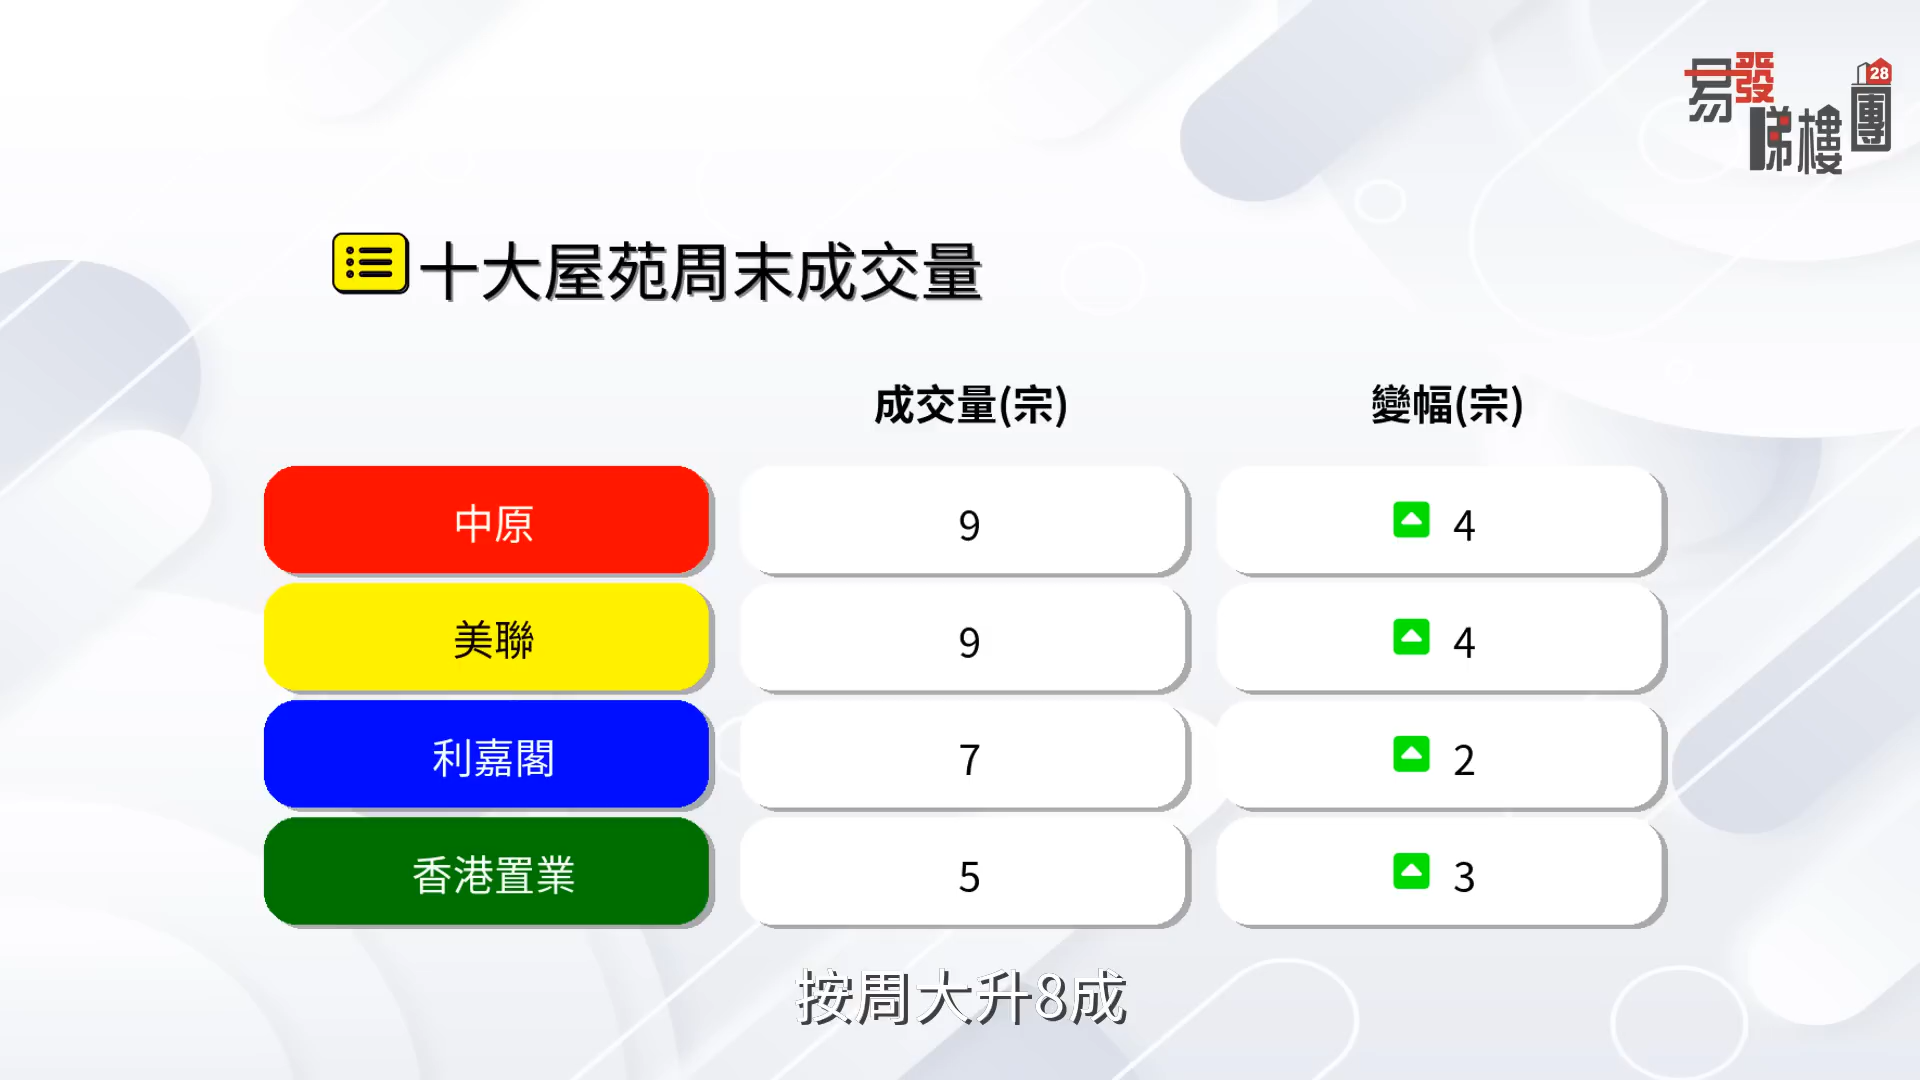 易發睇樓團
28
十大屋苑周末成交量
成交量(宗) 變幅(宗)
中原 9 4
美聯 9 4
利嘉閣 7 2
香港置業 5 3
按周大升8成